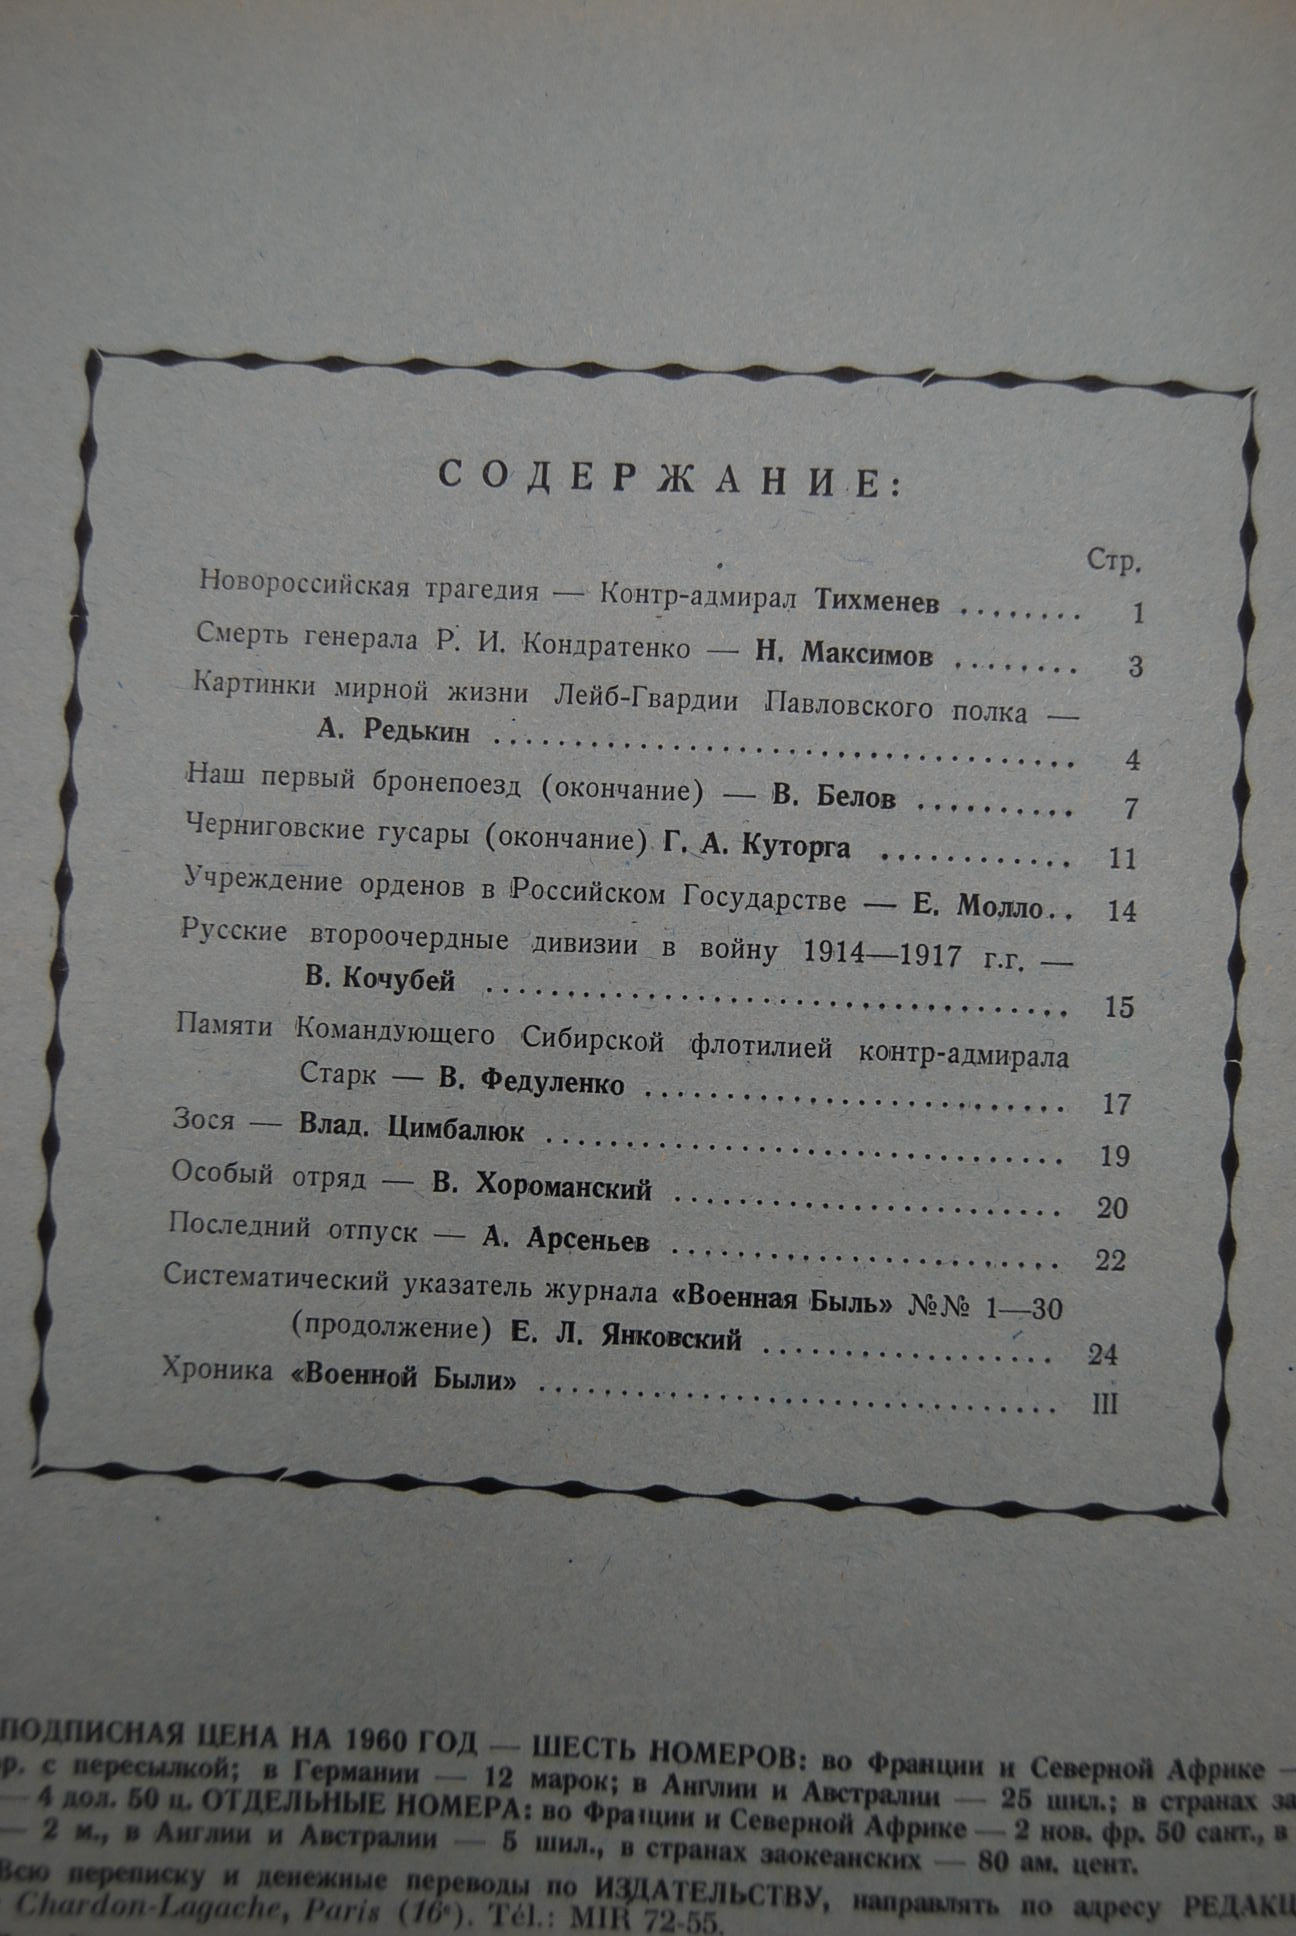 СОДЕРЖАНИЕ:
Стр.
Новороссийская трагедия — Контр-адмирал Тихменев ........ 1
Смерть генерала Р. И. Кондратенко — Н. Максимов ........ 3
Картинки мирной жизни Лейб-Гвардии Павловского полка —
А. Редькин .................................... 4
Наш первый бронепоезд (окончание) — В. Белов .......... 7
Черниговские гусары (окончание) Г. А. Куторга ............ 11
Учреждение орденов в Российском Государстве — Е. Молло.. 14
Русские второочердные дивизии в войну 1914—1917 г.г. —
В. Кочубей .................................... 15
Памяти Командующего Сибирской флотилией контр-адмирала
Старк — В. Федуленко .......................... 17
Зося — Влад. Цимбалюк ................................ 19
Особый отряд — В. Хороманский ........................ 20
Последний отпуск — А. Арсеньев ........................ 22
Систематический указатель журнала «Военная Быль» №№ 1—30
(продолжение) Е. Л. Янковский .................. 24
Хроника «Военной Были» ................................ III
ПОДПИСНАЯ ЦЕНА НА 1960 ГОД — ШЕСТЬ НОМЕРОВ: во Франции и Северной Африке —
с пересылкой; в Германии — 12 марок; в Англии и Австралии — 25 шил.; в странах
— 4 дол. 50 ц. ОТДЕЛЬНЫЕ НОМЕРА: во Франции и Северной Африке — 2 нов. фр. 50 сант., в
— 2 м., в Англии и Австралии — 5 шил., в странах заокеанских — 80 ам. цент.
Всю переписку и денежные переводы по ИЗДАТЕЛЬСТВУ, направлять по адресу
Chardon-Lagache, Paris (16ᵉ). Tél.: MIR 72-55.